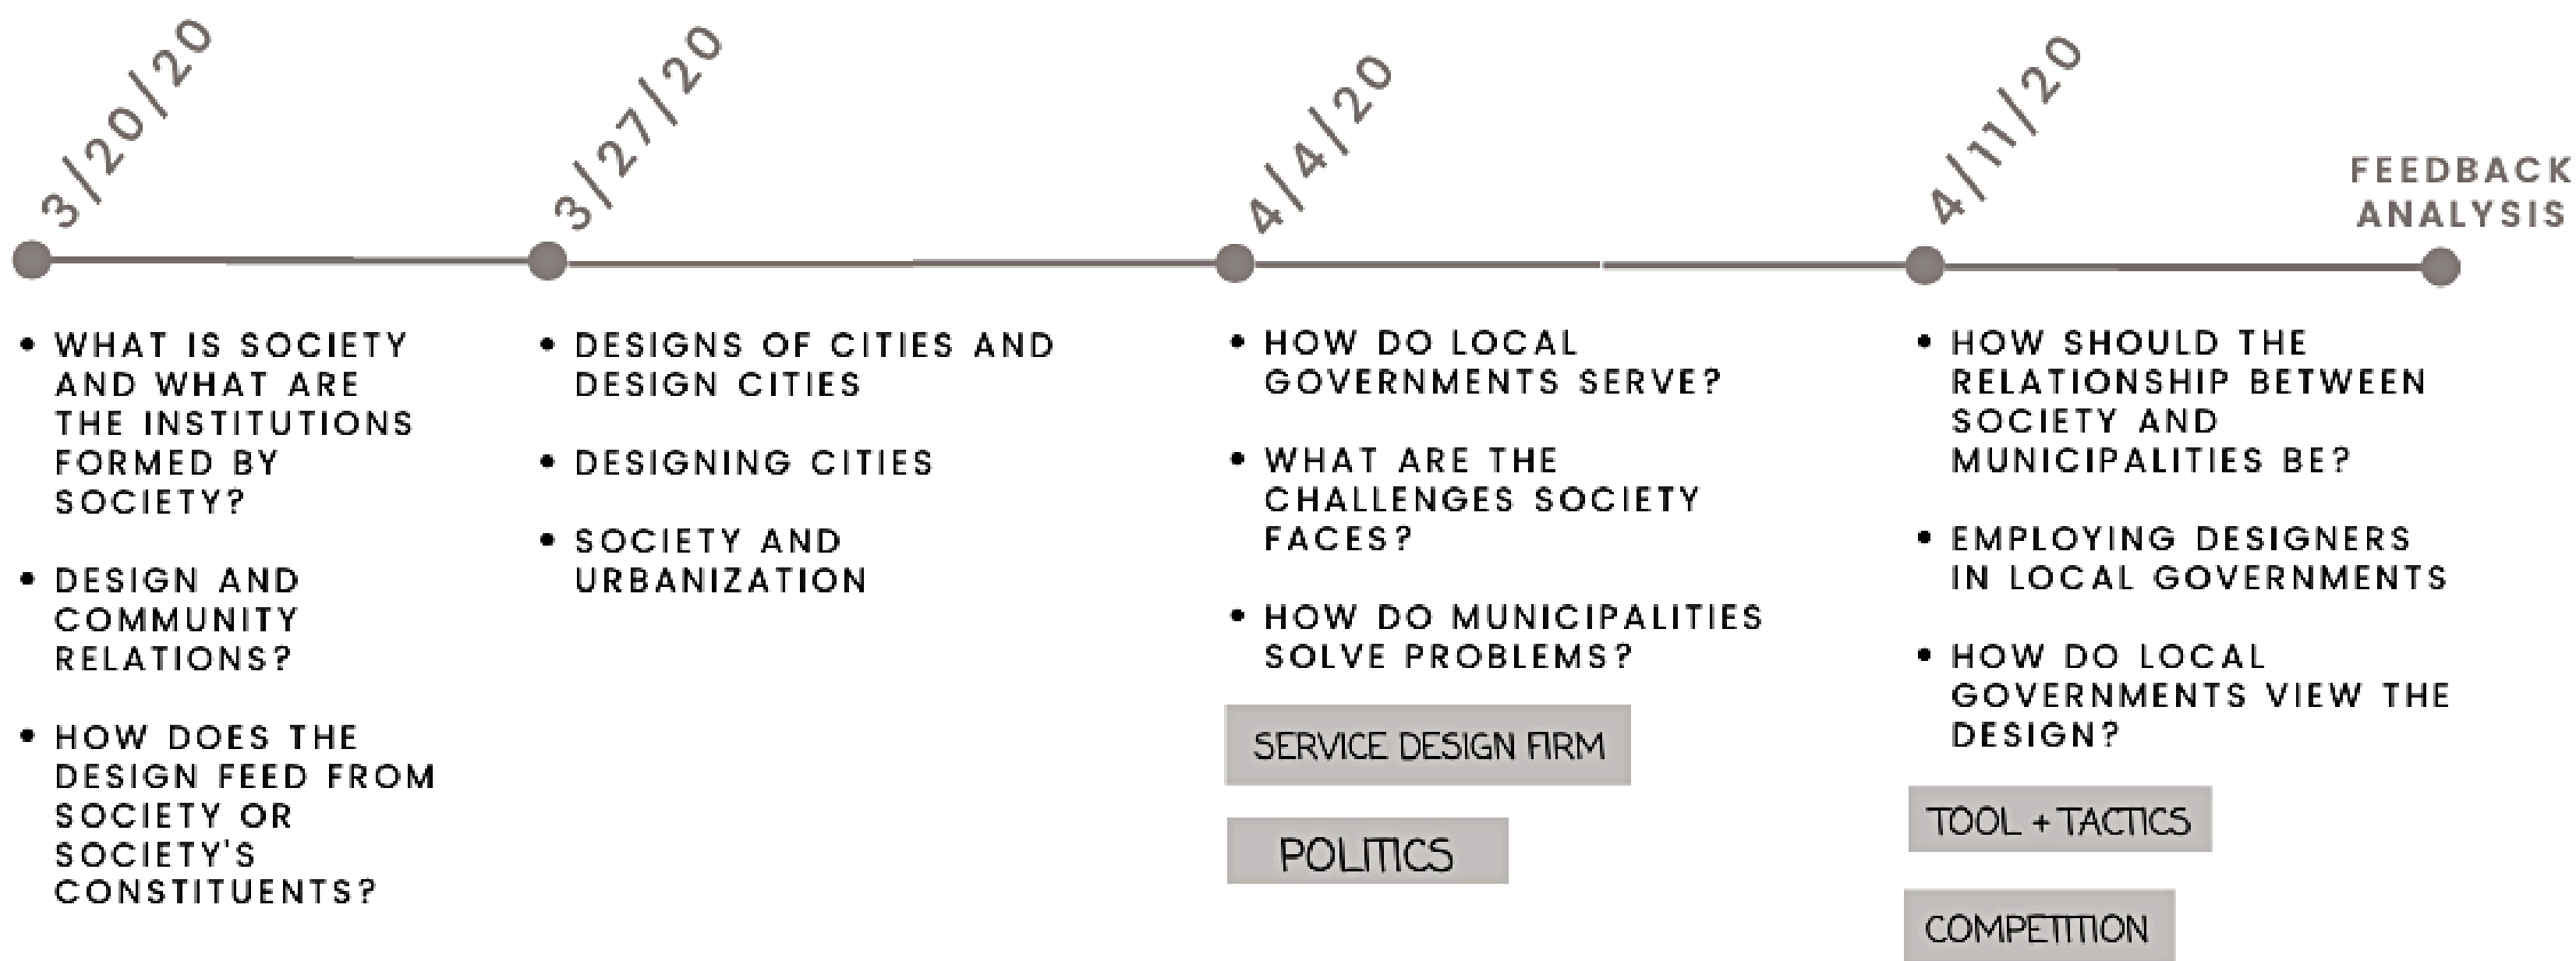 3/20/20
3/27/20
4/4/20
4/11/20
FEEDBACK
ANALYSIS
• WHAT IS SOCIETY
AND WHAT ARE
THE INSTITUTIONS
FORMED BY
SOCIETY?
• DESIGN AND
COMMUNITY
RELATIONS?
• HOW DOES THE
DESIGN FEED FROM
SOCIETY OR
SOCIETY'S
CONSTITUENTS?
• DESIGNS OF CITIES AND
DESIGN CITIES
• DESIGNING CITIES
• SOCIETY AND
URBANIZATION
• HOW DO LOCAL
GOVERNMENTS SERVE?
• WHAT ARE THE
CHALLENGES SOCIETY
FACES?
• HOW DO MUNICIPALITIES
SOLVE PROBLEMS?
SERVICE DESIGN FIRM
POLITICS
• HOW SHOULD THE
RELATIONSHIP BETWEEN
SOCIETY AND
MUNICIPALITIES BE?
• EMPLOYING DESIGNERS
IN LOCAL GOVERNMENTS
• HOW DO LOCAL
GOVERNMENTS VIEW THE
DESIGN?
TOOL + TACTICS
COMPETITION